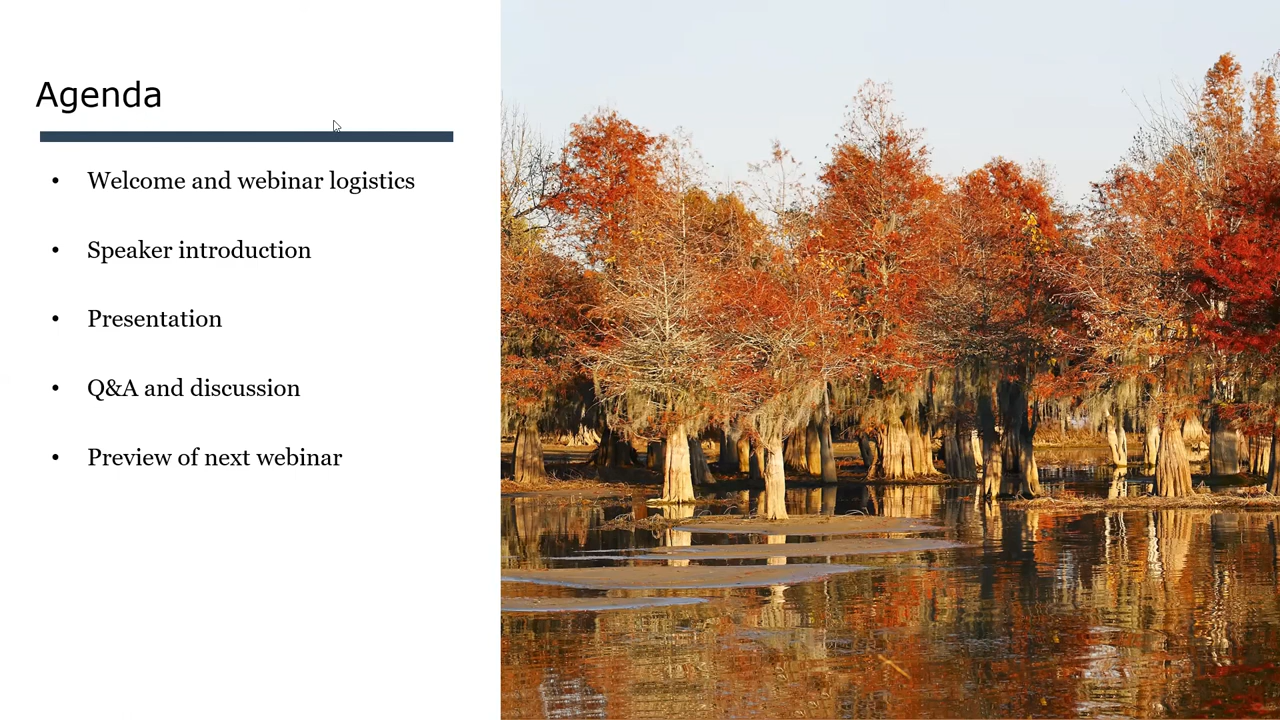 Agenda
• Welcome and webinar logistics
• Speaker introduction
• Presentation
• Q&A and discussion
• Preview of next webinar